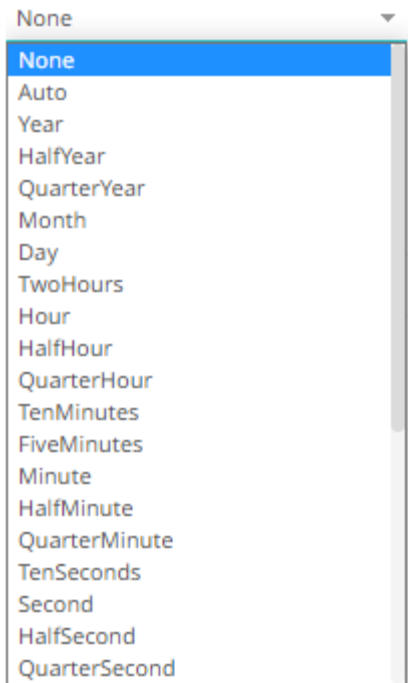 None
None
Auto
Year
HalfYear
QuarterYear
Month
Day
TwoHours
Hour
HalfHour
QuarterHour
TenMinutes
FiveMinutes
Minute
HalfMinute
QuarterMinute
TenSeconds
Second
HalfSecond
QuarterSecond